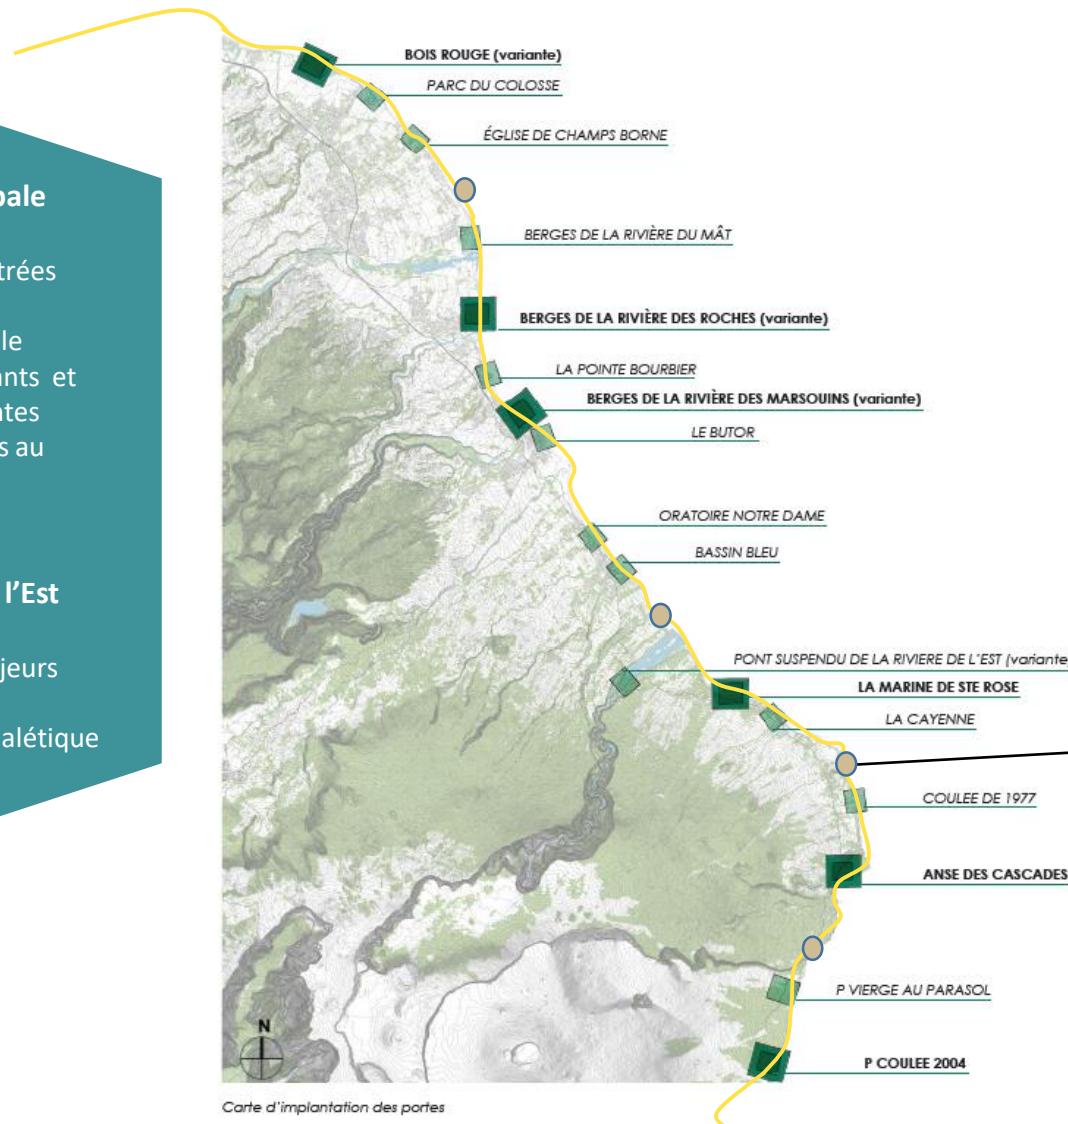 pale
trées
le
ants et
ntes
s au
l'Est
jeurs
alétique
BOIS ROUGE (variante)
PARC DU COLOSSE
ÉGLISE DE CHAMPS BORNE
BERGES DE LA RIVIÈRE DU MÂT
BERGES DE LA RIVIÈRE DES ROCHES (variante)
LA POINTE BOURBIER
BERGES DE LA RIVIÈRE DES MARSOUINS (variante)
LE BUTOR
ORATOIRE NOTRE DAME
BASSIN BLEU
PONT SUSPENDU DE LA RIVIERE DE L'EST (variante
LA MARINE DE STE ROSE
LA CAYENNE
COULEE DE 1977
ANSE DES CASCADES
P VIERGE AU PARASOL
P COULEE 2004
N
Carte d'implantation des portes